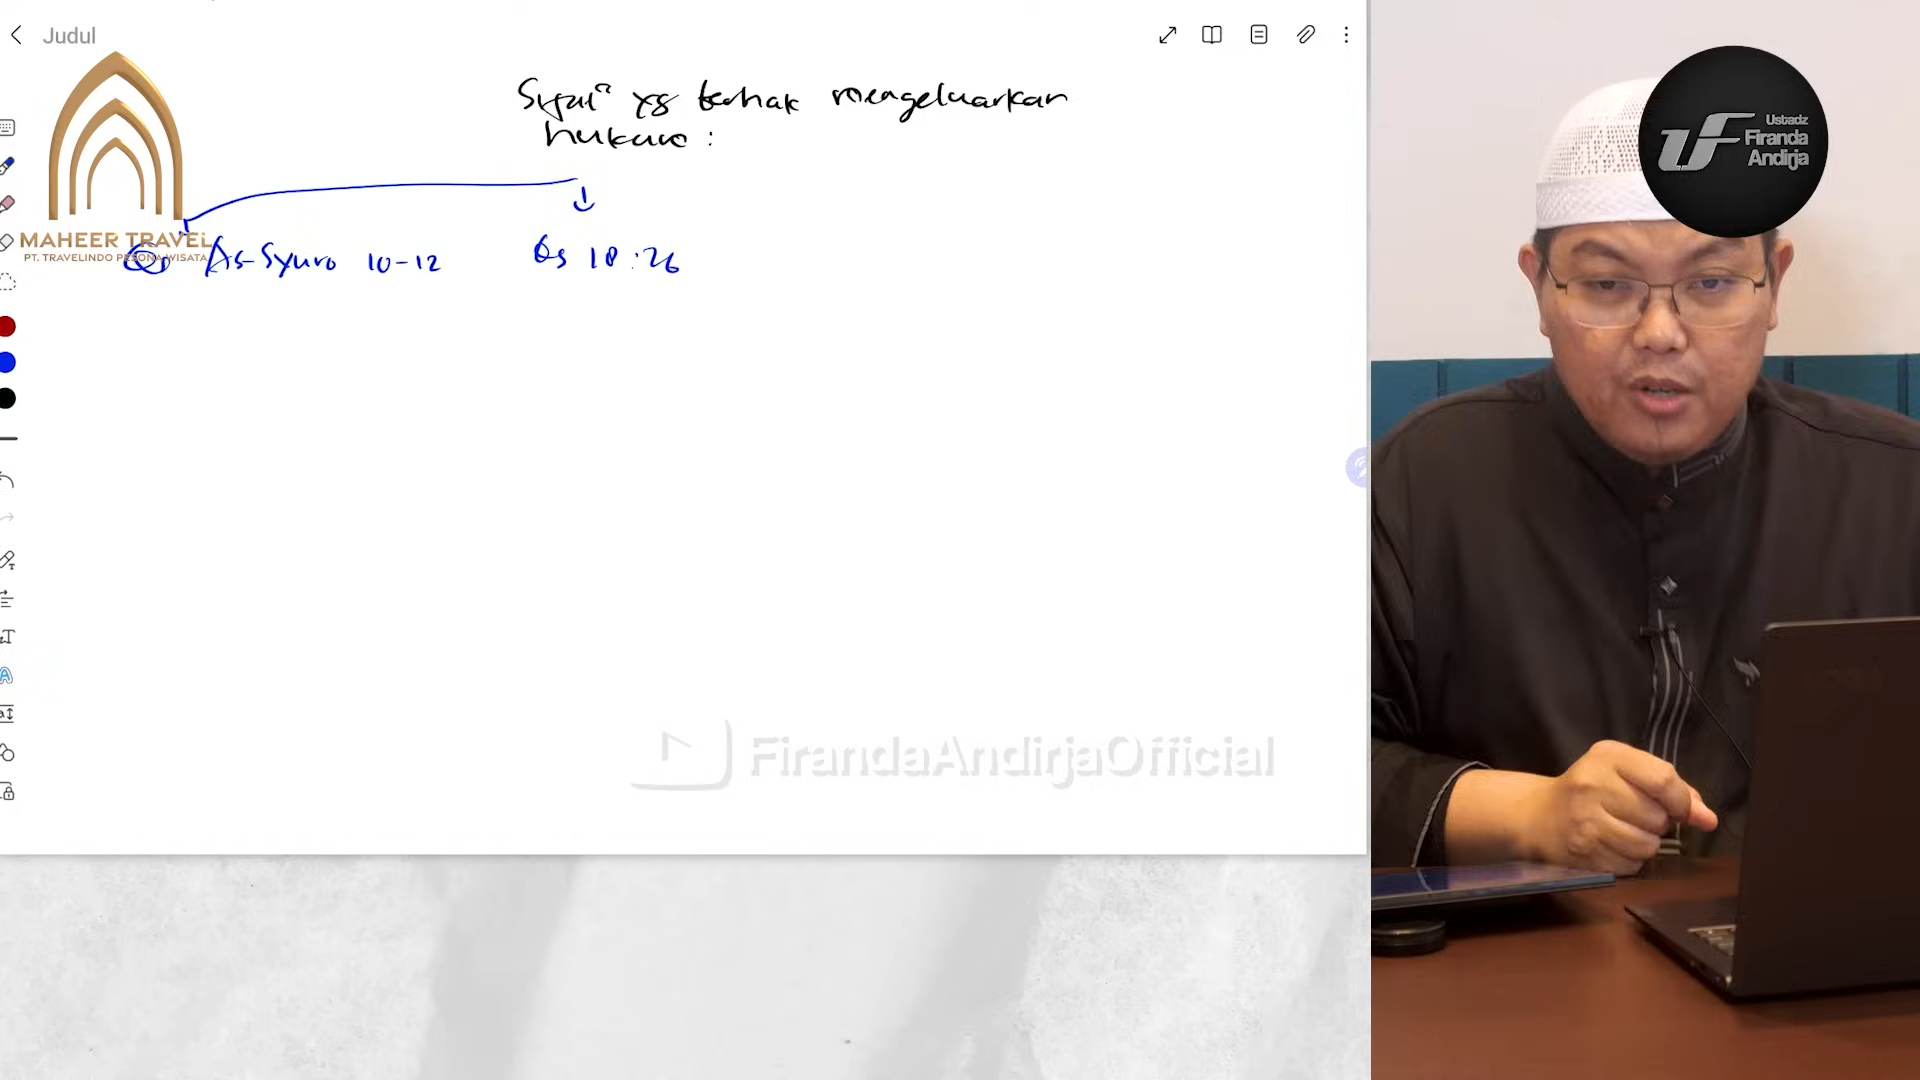 Judul
Syarat² yg berhak mengeluarkan
hukum :
MAHEER TRAVEL
PT. TRAVELINDO PESONA WISATA
As-Syuro 10-12
Qs 18:26
Ustadz
Firanda
Andirja
FirandaAndirjaOfficial